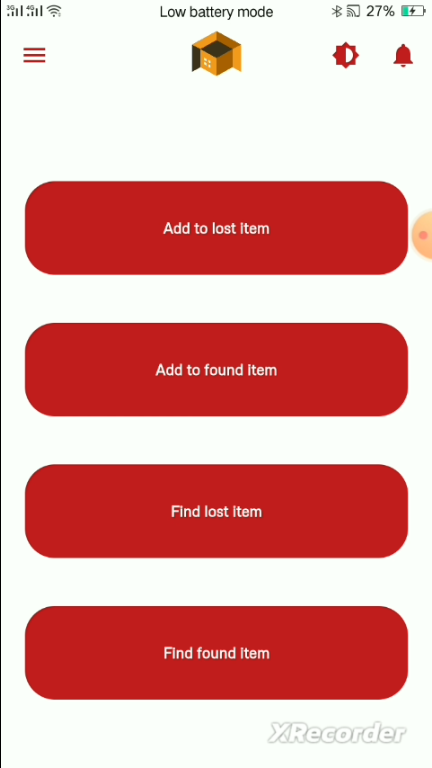 3G 4G Low battery mode 27%
Add to lost item
Add to found item
Find lost item
Find found item
XRecorder